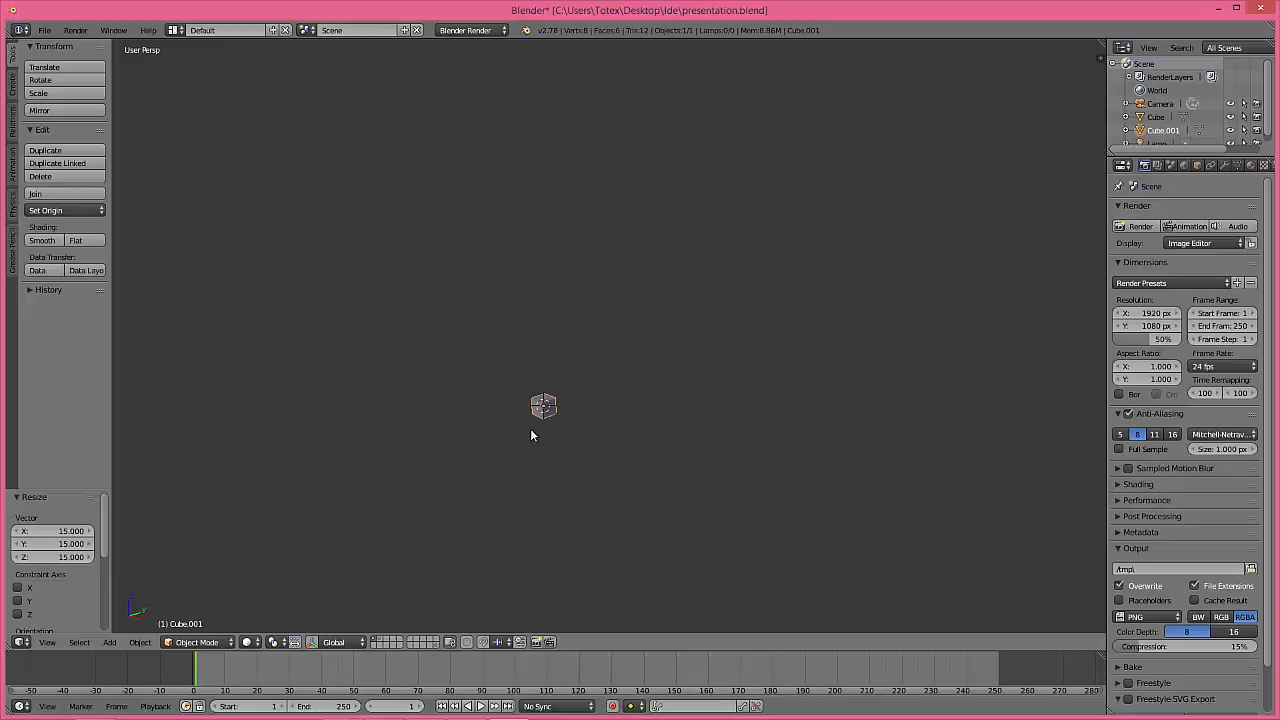 Blender* [C:\Users\Totex\Desktop\Ide\presentation.blend]
File Render Window Help Default Scene Blender Render v2.78 | Verts:8 | Faces:6 | Tris:12 | Objects:1/1 | Lamps:0/0 | Mem:8.86M | Cube.001
Tools
Create
Relations
Animation
Physics
Grease Pencil
Transform
Translate
Rotate
Scale
Mirror
Edit
Duplicate
Duplicate Linked
Delete
Join
Set Origin
Shading:
Smooth Flat
Data Transfer:
Data Data Layo
History
Resize
Vector
X: 15.000
Y: 15.000
Z: 15.000
Constraint Axis
X
Y
Z
Orientation
User Persp
(1) Cube.001
View Select Add Object Object Mode Global
-50 -40 -30 -20 -10 0 10 20 30 40 50 60 70 80 90 100 110 120 130 140 150 160 170 180 190 200 210 220 230 240 250 260 270 280
View Marker Frame Playback Start: 1 End: 250 1 No Sync
View Search All Scenes
Scene
RenderLayers
World
Camera
Cube
Cube.001
Lamp
Scene
Render
Render Animation Audio
Display: Image Editor
Dimensions
Render Presets
Resolution: Frame Range:
X: 1920 px Start Frame: 1
Y: 1080 px End Fram: 250
50% Frame Step: 1
Aspect Ratio: Frame Rate:
X: 1.000 24 fps
Y: 1.000 Time Remapping:
Bor Cro 100 100
Anti-Aliasing
5 8 11 16 Mitchell-Netrav...
Full Sample Size: 1.000 px
Sampled Motion Blur
Shading
Performance
Post Processing
Metadata
Output
/tmp\
Overwrite File Extensions
Placeholders Cache Result
PNG BW RGB RGBA
Color Depth: 8 16
Compression: 15%
Bake
Freestyle
Freestyle SVG Export